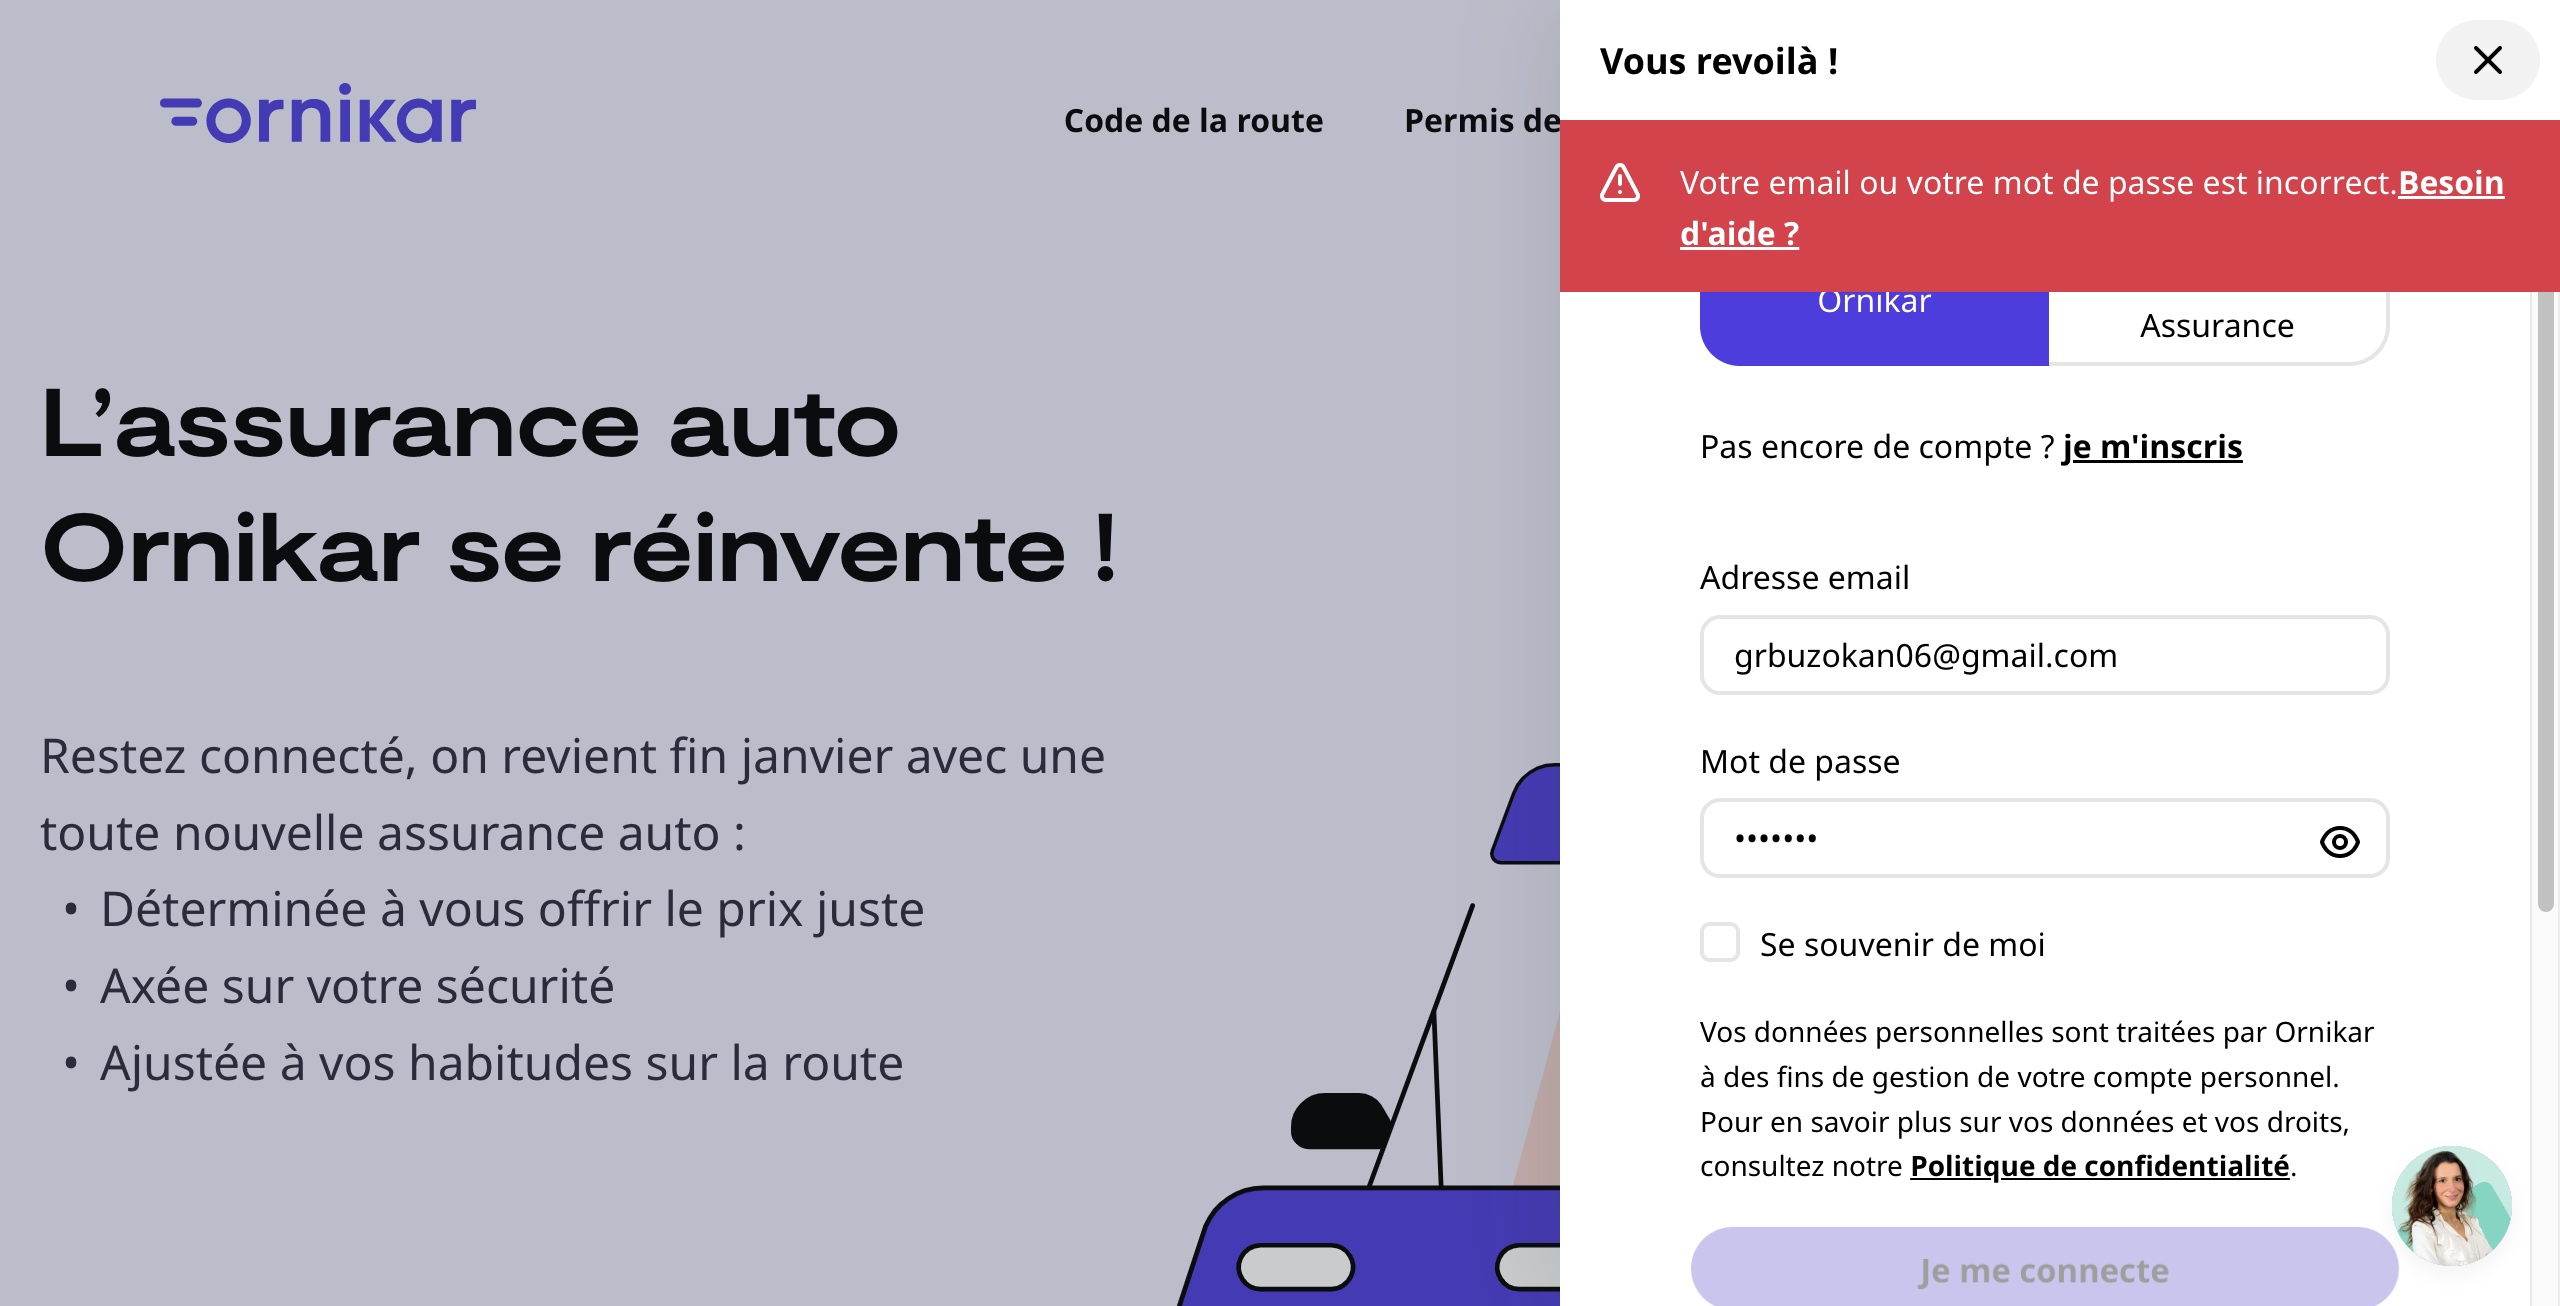 ornikar
Code de la route
Permis de
L’assurance auto
Ornikar se réinvente !
Restez connecté, on revient fin janvier avec une
toute nouvelle assurance auto :
• Déterminée à vous offrir le prix juste
• Axée sur votre sécurité
• Ajustée à vos habitudes sur la route
Vous revoilà !
Votre email ou votre mot de passe est incorrect.Besoin
d'aide ?
Ornikar
Assurance
Pas encore de compte ? je m'inscris
Adresse email
grbuzokan06@gmail.com
Mot de passe
•••••••
Se souvenir de moi
Vos données personnelles sont traitées par Ornikar
à des fins de gestion de votre compte personnel.
Pour en savoir plus sur vos données et vos droits,
consultez notre Politique de confidentialité.
Je me connecte